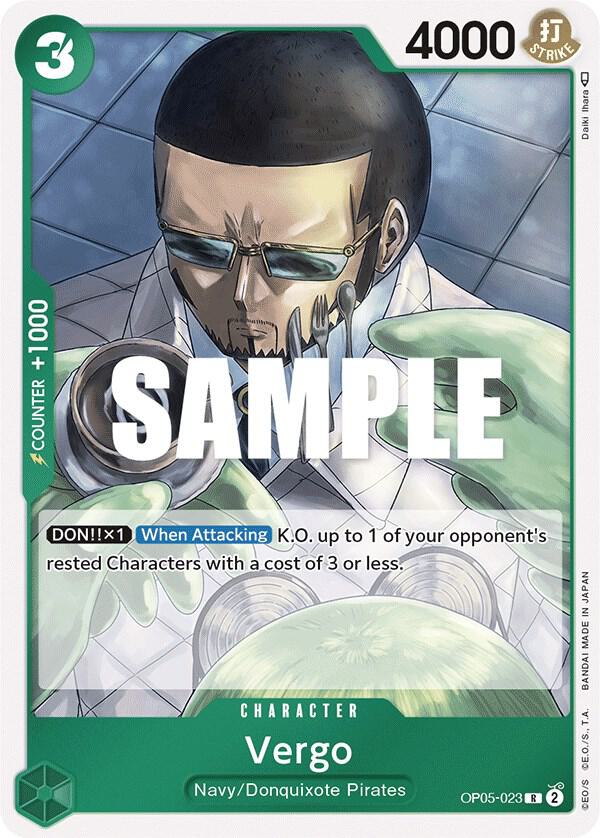 3
4000
打
STRIKE
Daiki Ihara
COUNTER +1000
SAMPLE
DON!!×1 When Attacking K.O. up to 1 of your opponent's
rested Characters with a cost of 3 or less.
CHARACTER
Vergo
Navy/Donquixote Pirates
OP05-023 R 2
©EO/S ©E.O./S., T.A. BANDAI MADE IN JAPAN